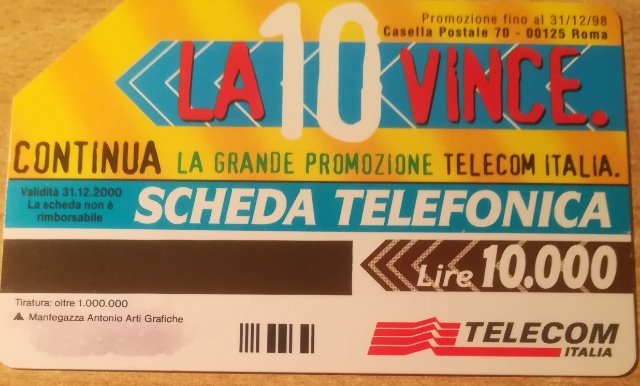 Promozione fino al 31/12/98
Casella Postale 70 - 00125 Roma
LA 10 VINCE.
CONTINUA LA GRANDE PROMOZIONE TELECOM ITALIA.
Validità 31.12.2000
La scheda non è
rimborsabile
SCHEDA TELEFONICA
Lire 10.000
Tiratura: oltre 1.000.000
Mantegazza Antonio Arti Grafiche
TELECOM
ITALIA